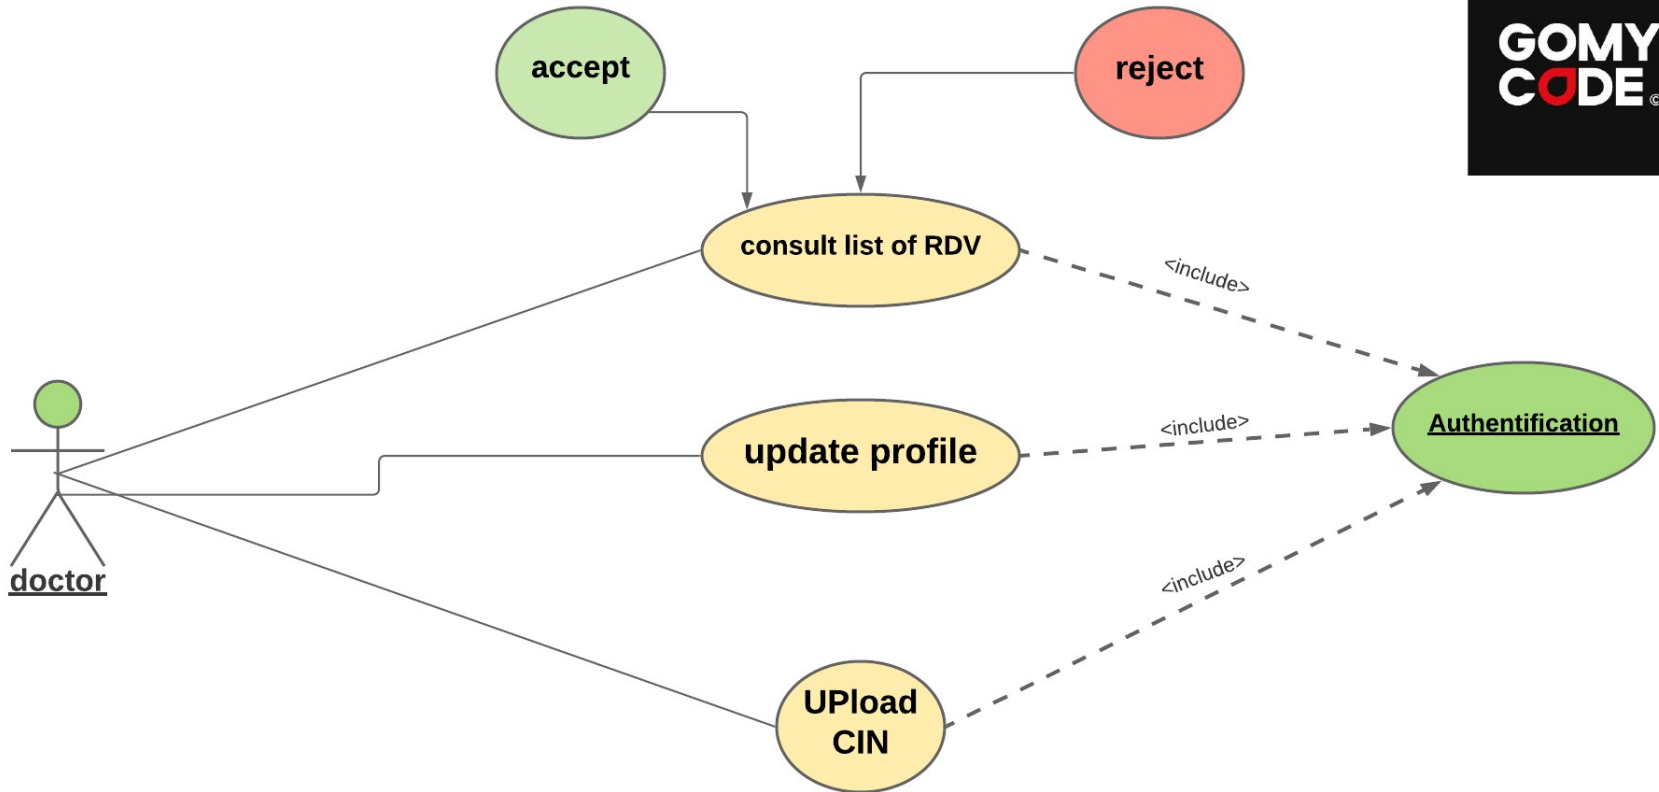 accept
reject
GOMY
CODE ©
consult list of RDV
<include>
Authentification
<include>
update profile
doctor
<include>
UPload
CIN